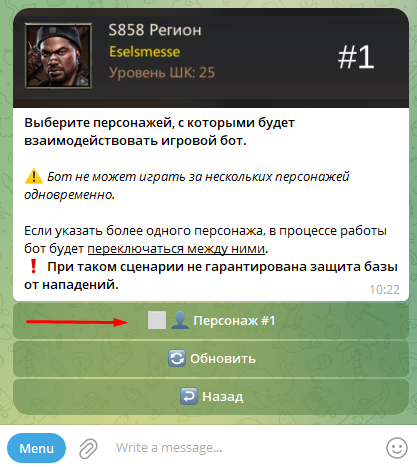 S858 Регион
Eselsmesse
Уровень ШК: 25
#1
Выберите персонажей, с которыми будет
взаимодействовать игровой бот.
⚠️ Бот не может играть за нескольких персонажей
одновременно.
Если указать более одного персонажа, в процессе работы
бот будет переключаться между ними.
❗ При таком сценарии не гарантирована защита базы
от нападений.
10:22
⬜👤 Персонаж #1
🔄 Обновить
↩️ Назад
Menu
Write a message...